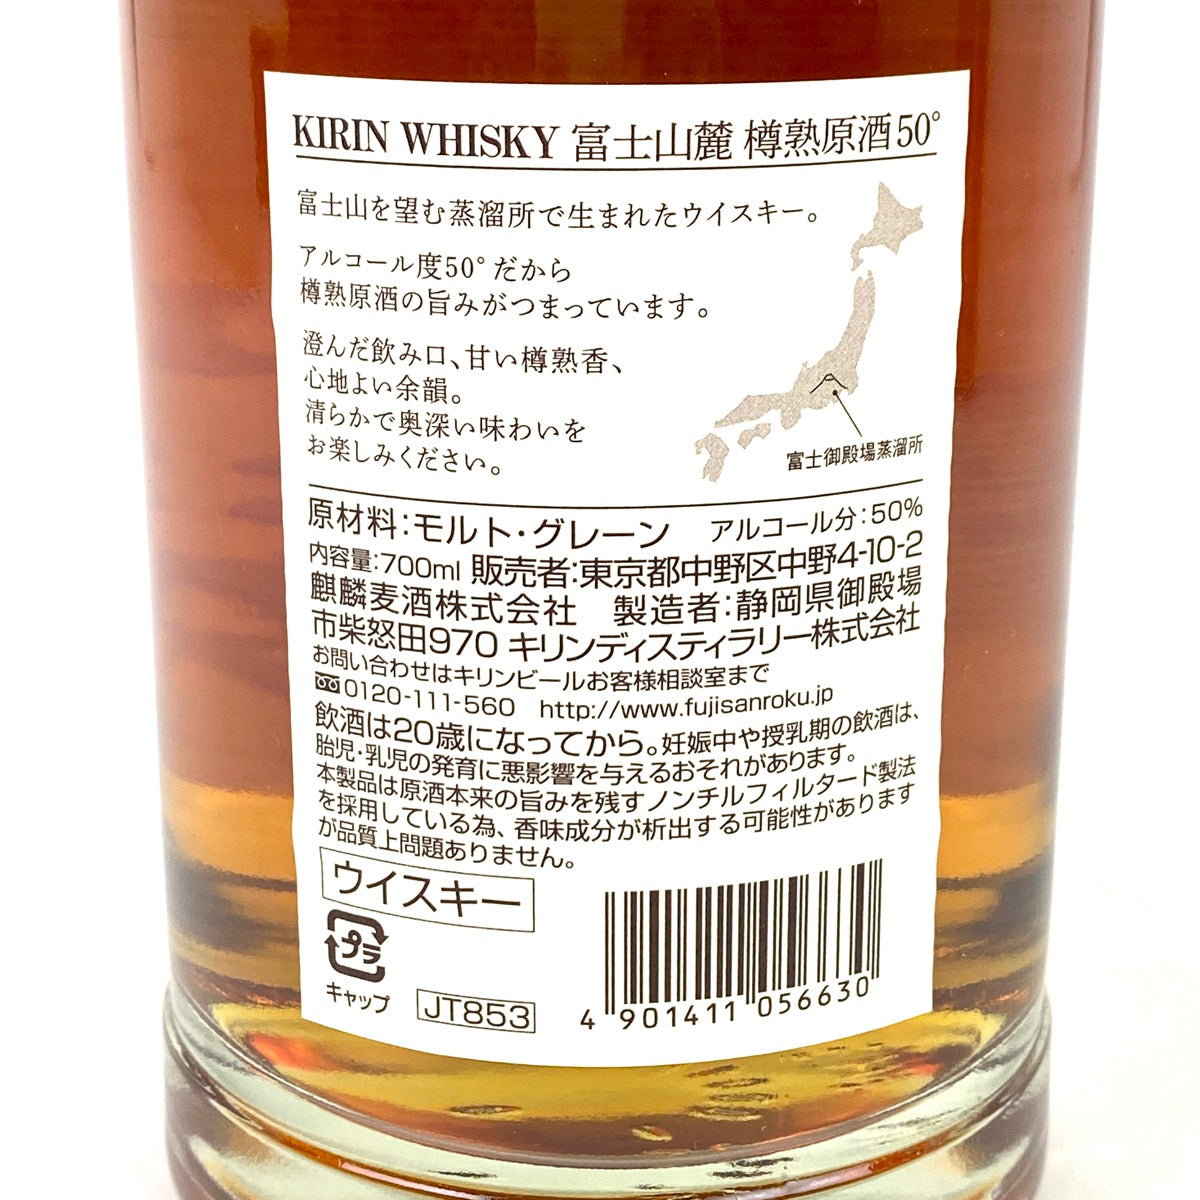 KIRIN WHISKY 富士山麓 樽熟原酒50°
富士山を望む蒸溜所で生まれたウイスキー。
アルコール度50°だから
樽熟原酒の旨みがつまっています。
澄んだ飲み口、甘い樽熟香、
心地よい余韻。
清らかで奥深い味わいを
お楽しみください。
富士御殿場蒸溜所
原材料:モルト・グレーン アルコール分:50%
内容量:700ml 販売者:東京都中野区中野4-10-2
麒麟麦酒株式会社 製造者:静岡県御殿場
市柴怒田970 キリンディスティラリー株式会社
お問い合わせはキリンビールお客様相談室まで
0120-111-560 http://www.fujisanroku.jp
飲酒は20歳になってから。妊娠中や授乳期の飲酒は、
胎児・乳児の発育に悪影響を与えるおそれがあります。
本製品は原酒本来の旨みを残すノンチルフィルタード製法
を採用している為、香味成分が析出する可能性があります
が品質上問題ありません。
ウイスキー
プラ
キャップ
JT853
4 901411 056630